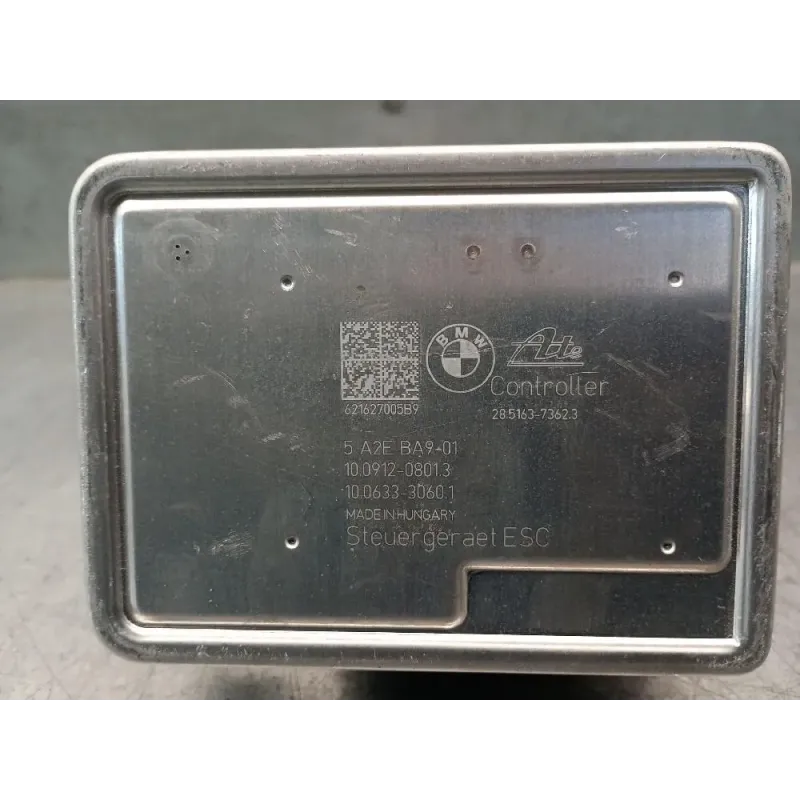 BMW
Ate
Controller
621627005B9
28.5163-7362.3
5 A2E BA9-01
10.0912-0801.3
10.0633-3060.1
MADE IN HUNGARY
Steuergeraet ESC